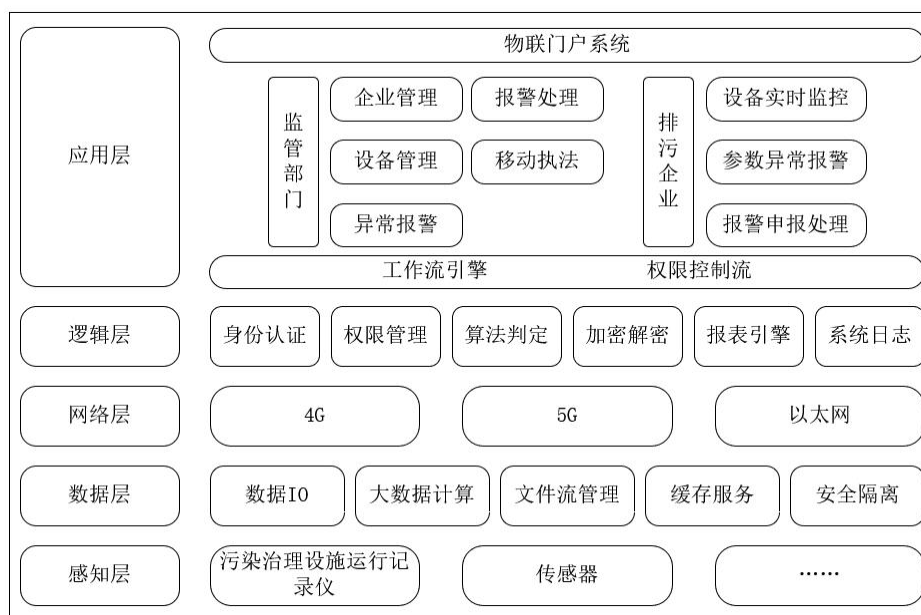 物联门户系统
应用层
监管部门
企业管理
报警处理
设备管理
移动执法
异常报警
排污企业
设备实时监控
参数异常报警
报警申报处理
工作流引擎
权限控制流
逻辑层
身份认证
权限管理
算法判定
加密解密
报表引擎
系统日志
网络层
4G
5G
以太网
数据层
数据IO
大数据计算
文件流管理
缓存服务
安全隔离
感知层
污染治理设施运行记
录仪
传感器
……